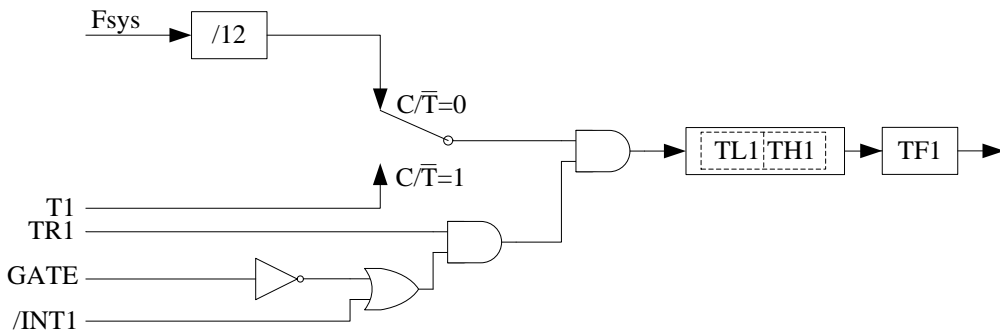 Fsys
/12
C/T̅=0
TL1 TH1
TF1
C/T̅=1
T1
TR1
GATE
/INT1